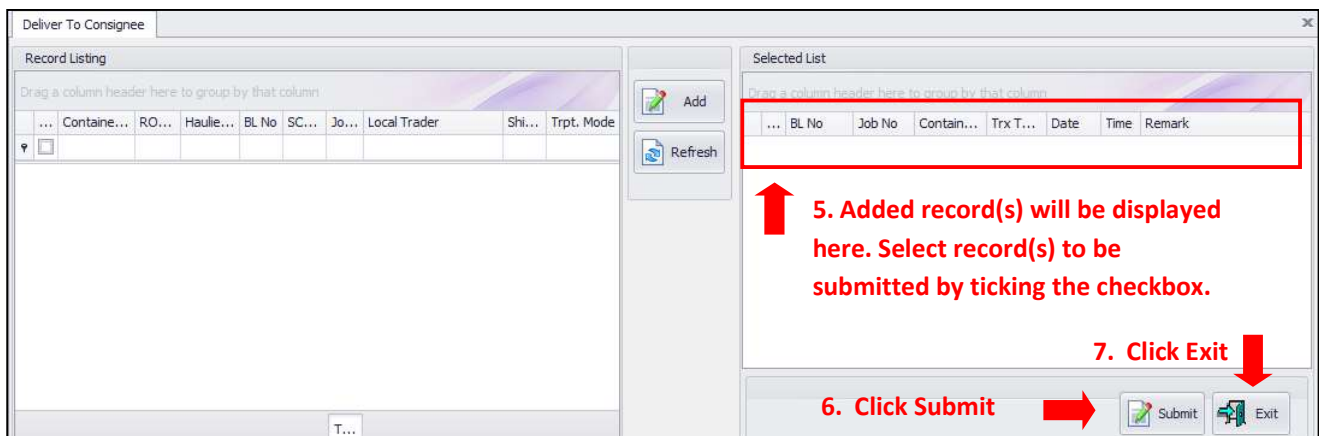 Deliver To Consignee
Record Listing
Drag a column header here to group by that column
... Containe... RO... Haulie... BL No SC... Jo... Local Trader Shi... Trpt. Mode
T...
Add
Refresh
Selected List
Drag a column header here to group by that column
... BL No Job No Contain... Trx T... Date Time Remark
5. Added record(s) will be displayed
here. Select record(s) to be
submitted by ticking the checkbox.
7. Click Exit
6. Click Submit
Submit Exit